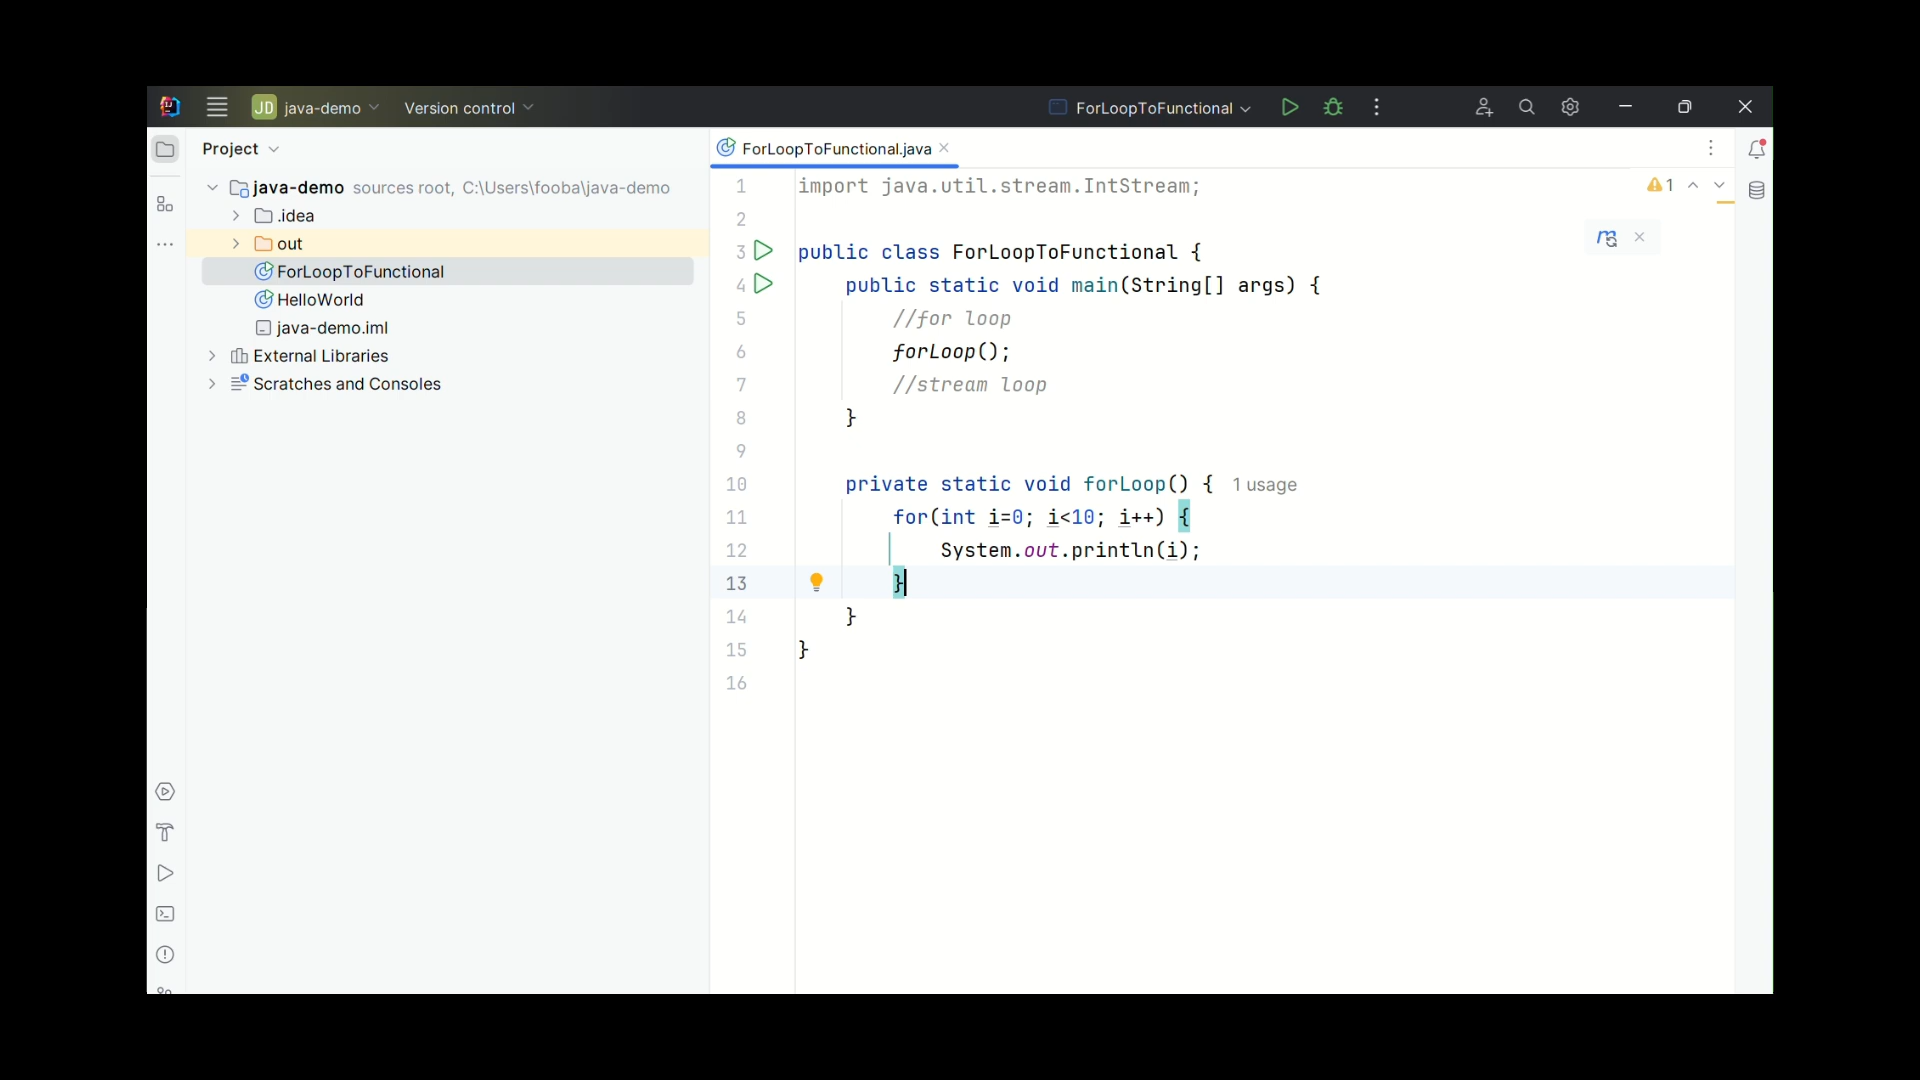 JD java-demo Version control ForLoopToFunctional
Project
java-demo sources root, C:\Users\fooba\java-demo
.idea
out
ForLoopToFunctional
HelloWorld
java-demo.iml
External Libraries
Scratches and Consoles
ForLoopToFunctional.java
1 import java.util.stream.IntStream;
1
2
3 public class ForLoopToFunctional {
4 public static void main(String[] args) {
5 //for loop
6 forLoop();
7 //stream loop
8 }
9
10 private static void forLoop() { 1 usage
11 for(int i=0; i<10; i++) {
12 System.out.println(i);
13 }
14 }
15 }
16